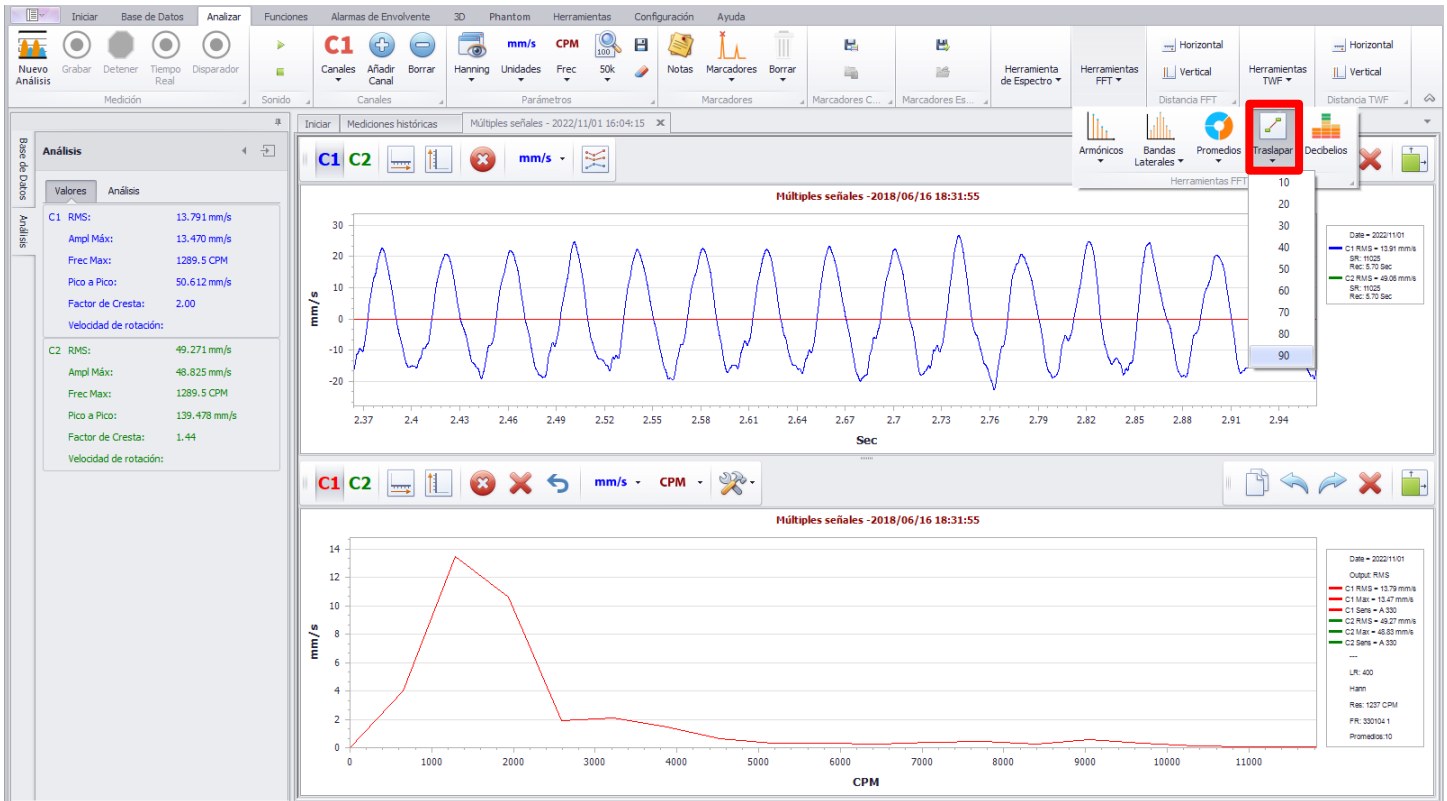 Iniciar Base de Datos Analizar Funciones Alarmas de Envolvente 3D Phantom Herramientas Configuración Ayuda
Nuevo Análisis
Grabar
Detener
Tiempo Real
Disparador
Medición
Sonido
C1
Canales
Añadir Canal
Borrar
Canales
Hanning
mm/s
Unidades
CPM
Frec
100
50k
Parámetros
Notas
Marcadores
Borrar
Marcadores
Marcadores C...
Marcadores Es...
Herramienta de Espectro
Herramientas FFT
Horizontal
Vertical
Distancia FFT
Herramientas TWF
Horizontal
Vertical
Distancia TWF
Armónicos
Bandas Laterales
Promedios
Traslapar
Decibelios
Herramientas FFT
10
20
30
40
50
60
70
80
90
Base de Datos
Análisis
Análisis
Valores Análisis
C1 RMS: 13.791 mm/s
Ampl Máx: 13.470 mm/s
Frec Max: 1289.5 CPM
Pico a Pico: 50.612 mm/s
Factor de Cresta: 2.00
Velocidad de rotación:
C2 RMS: 49.271 mm/s
Ampl Máx: 48.825 mm/s
Frec Max: 1289.5 CPM
Pico a Pico: 139.478 mm/s
Factor de Cresta: 1.44
Velocidad de rotación:
Iniciar Mediciones históricas Múltiples señales - 2022/11/01 16:04:15
C1 C2 mm/s
Múltiples señales -2018/06/16 18:31:55
30
20
10
0
-10
-20
mm/s
2.37 2.4 2.43 2.46 2.49 2.52 2.55 2.58 2.61 2.64 2.67 2.7 2.73 2.76 2.79 2.82 2.85 2.88 2.91 2.94
Sec
Date = 2022/11/01
C1 RMS = 13.91 mm/s
SR: 11025
Rec: 5.70 Sec
C2 RMS = 49.06 mm/s
SR: 11025
Rec: 5.70 Sec
C1 C2 mm/s CPM
Múltiples señales -2018/06/16 18:31:55
14
12
10
8
6
4
2
0
mm/s
0 1000 2000 3000 4000 5000 6000 7000 8000 9000 10000 11000
CPM
Date = 2022/11/01
Output: RMS
C1 RMS = 13.79 mm/s
C1 Max = 13.47 mm/s
C1 Sens = A 330
C2 RMS = 49.27 mm/s
C2 Max = 48.83 mm/s
C2 Sens = A 330
---
LR: 400
Hann
Res: 1237 CPM
FR: 330104 1
Promedios:10